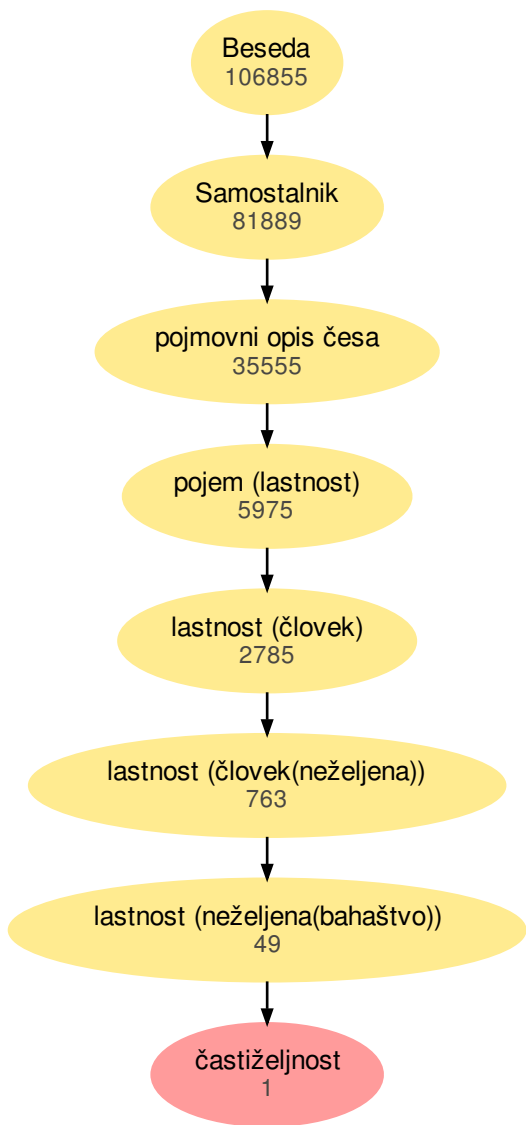 Beseda
106855
Samostalnik
81889
pojmovni opis česa
35555
pojem (lastnost)
5975
lastnost (človek)
2785
lastnost (človek(neželjena))
763
lastnost (neželjena(bahaštvo))
49
častiželjnost
1